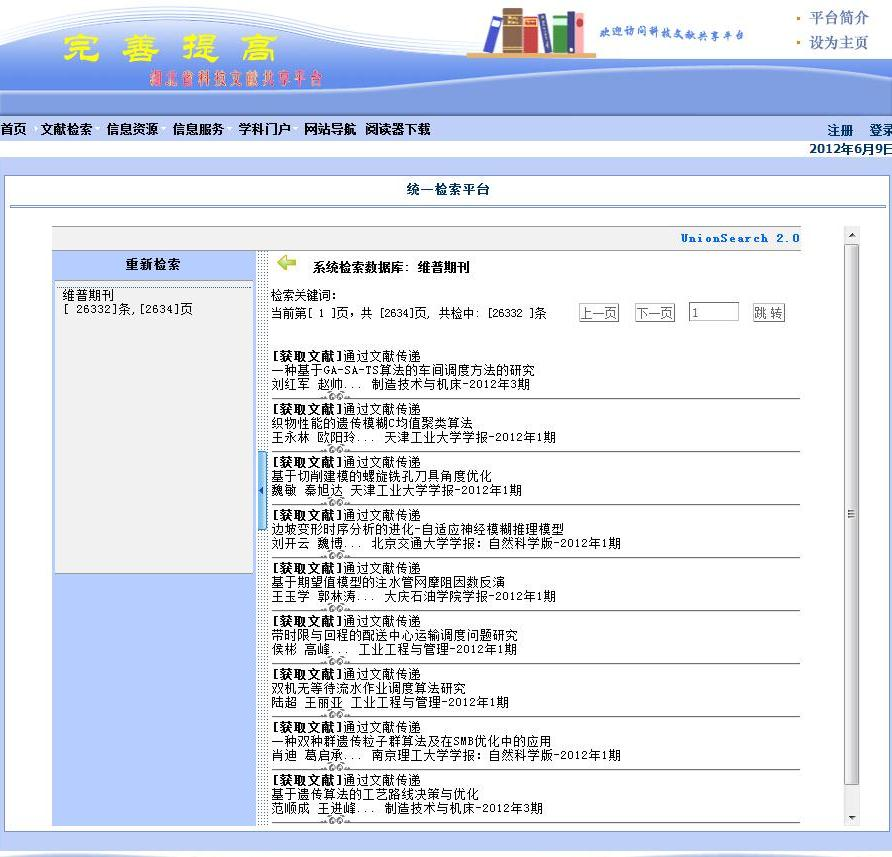 完善提高
湖北省科技文献共享平台
欢迎访问科技文献共享平台
平台简介
设为主页
首页 文献检索 信息资源 信息服务 学科门户 网站导航 阅读器下载
注册 登录
2012年6月9日
统一检索平台
UnionSearch 2.0
重新检索
维普期刊
[ 26332]条,[2634]页
系统检索数据库: 维普期刊
检索关键词:
当前第[ 1 ]页，共 [2634]页, 共检中: [26332 ]条 上一页 下一页 1 跳 转
[获取文献]通过文献传递
一种基于GA-SA-TS算法的车间调度方法的研究
刘红军 赵帅... 制造技术与机床-2012年3期
[获取文献]通过文献传递
织物性能的遗传模糊C均值聚类算法
王永林 欧阳玲... 天津工业大学学报-2012年1期
[获取文献]通过文献传递
基于切削建模的螺旋铣孔刀具角度优化
魏敏 秦旭达 天津工业大学学报-2012年1期
[获取文献]通过文献传递
边坡变形时序分析的进化-自适应神经模糊推理模型
刘开云 魏博... 北京交通大学学报: 自然科学版-2012年1期
[获取文献]通过文献传递
基于期望值模型的注水管网摩阻因数反演
王玉学 郭林涛... 大庆石油学院学报-2012年1期
[获取文献]通过文献传递
带时限与回程的配送中心运输调度问题研究
侯彬 高峰... 工业工程与管理-2012年1期
[获取文献]通过文献传递
双机无等待流水作业调度算法研究
陆超 王丽亚 工业工程与管理-2012年1期
[获取文献]通过文献传递
一种双种群遗传粒子群算法及在SMB优化中的应用
肖迪 葛启承... 南京理工大学学报: 自然科学版-2012年1期
[获取文献]通过文献传递
基于遗传算法的工艺路线决策与优化
范顺成 王进峰... 制造技术与机床-2012年3期